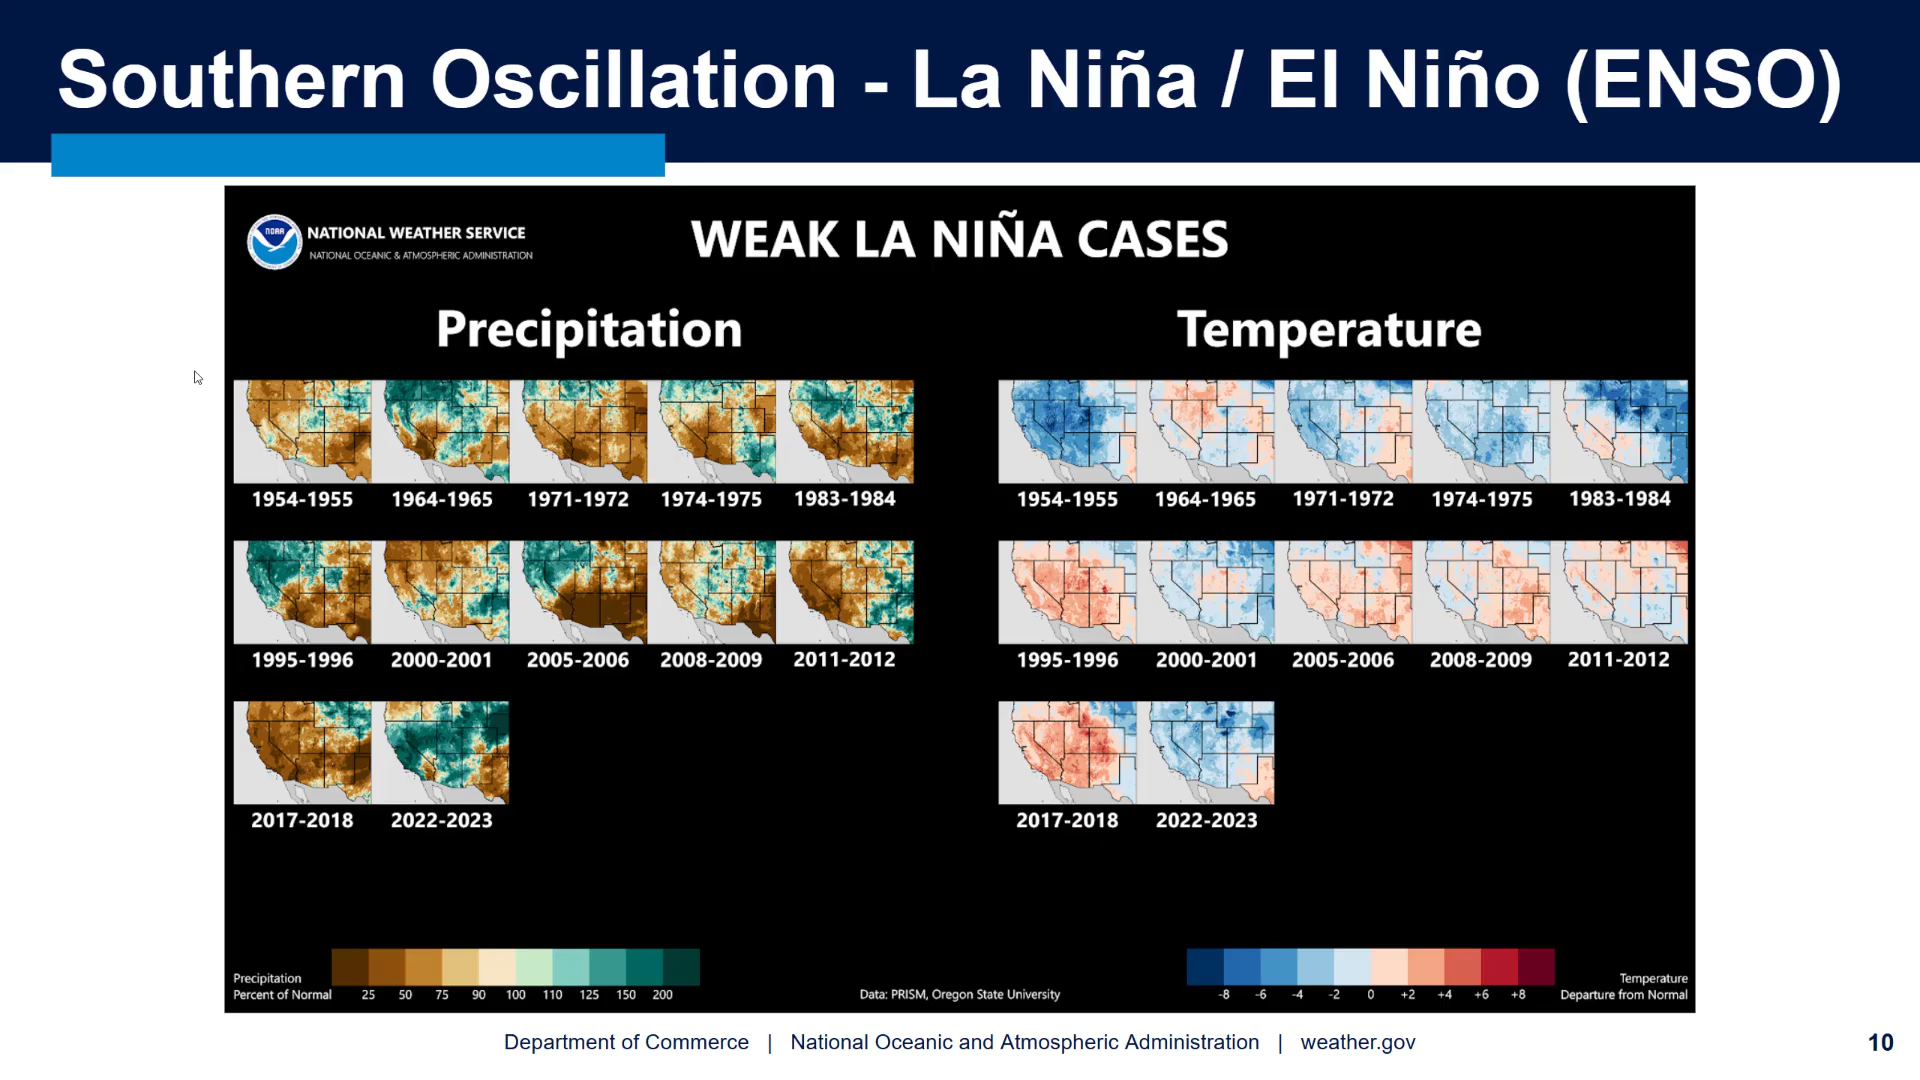 Southern Oscillation - La Niña / El Niño (ENSO)
NOAA
NATIONAL WEATHER SERVICE
NATIONAL OCEANIC & ATMOSPHERIC ADMINISTRATION
WEAK LA NIÑA CASES
Precipitation
Temperature
1954-1955 1964-1965 1971-1972 1974-1975 1983-1984
1954-1955 1964-1965 1971-1972 1974-1975 1983-1984
1995-1996 2000-2001 2005-2006 2008-2009 2011-2012
1995-1996 2000-2001 2005-2006 2008-2009 2011-2012
2017-2018 2022-2023
2017-2018 2022-2023
Precipitation
Percent of Normal
25 50 75 90 100 110 125 150 200
Data: PRISM, Oregon State University
-8 -6 -4 -2 0 +2 +4 +6 +8
Temperature
Departure from Normal
Department of Commerce | National Oceanic and Atmospheric Administration | weather.gov
10